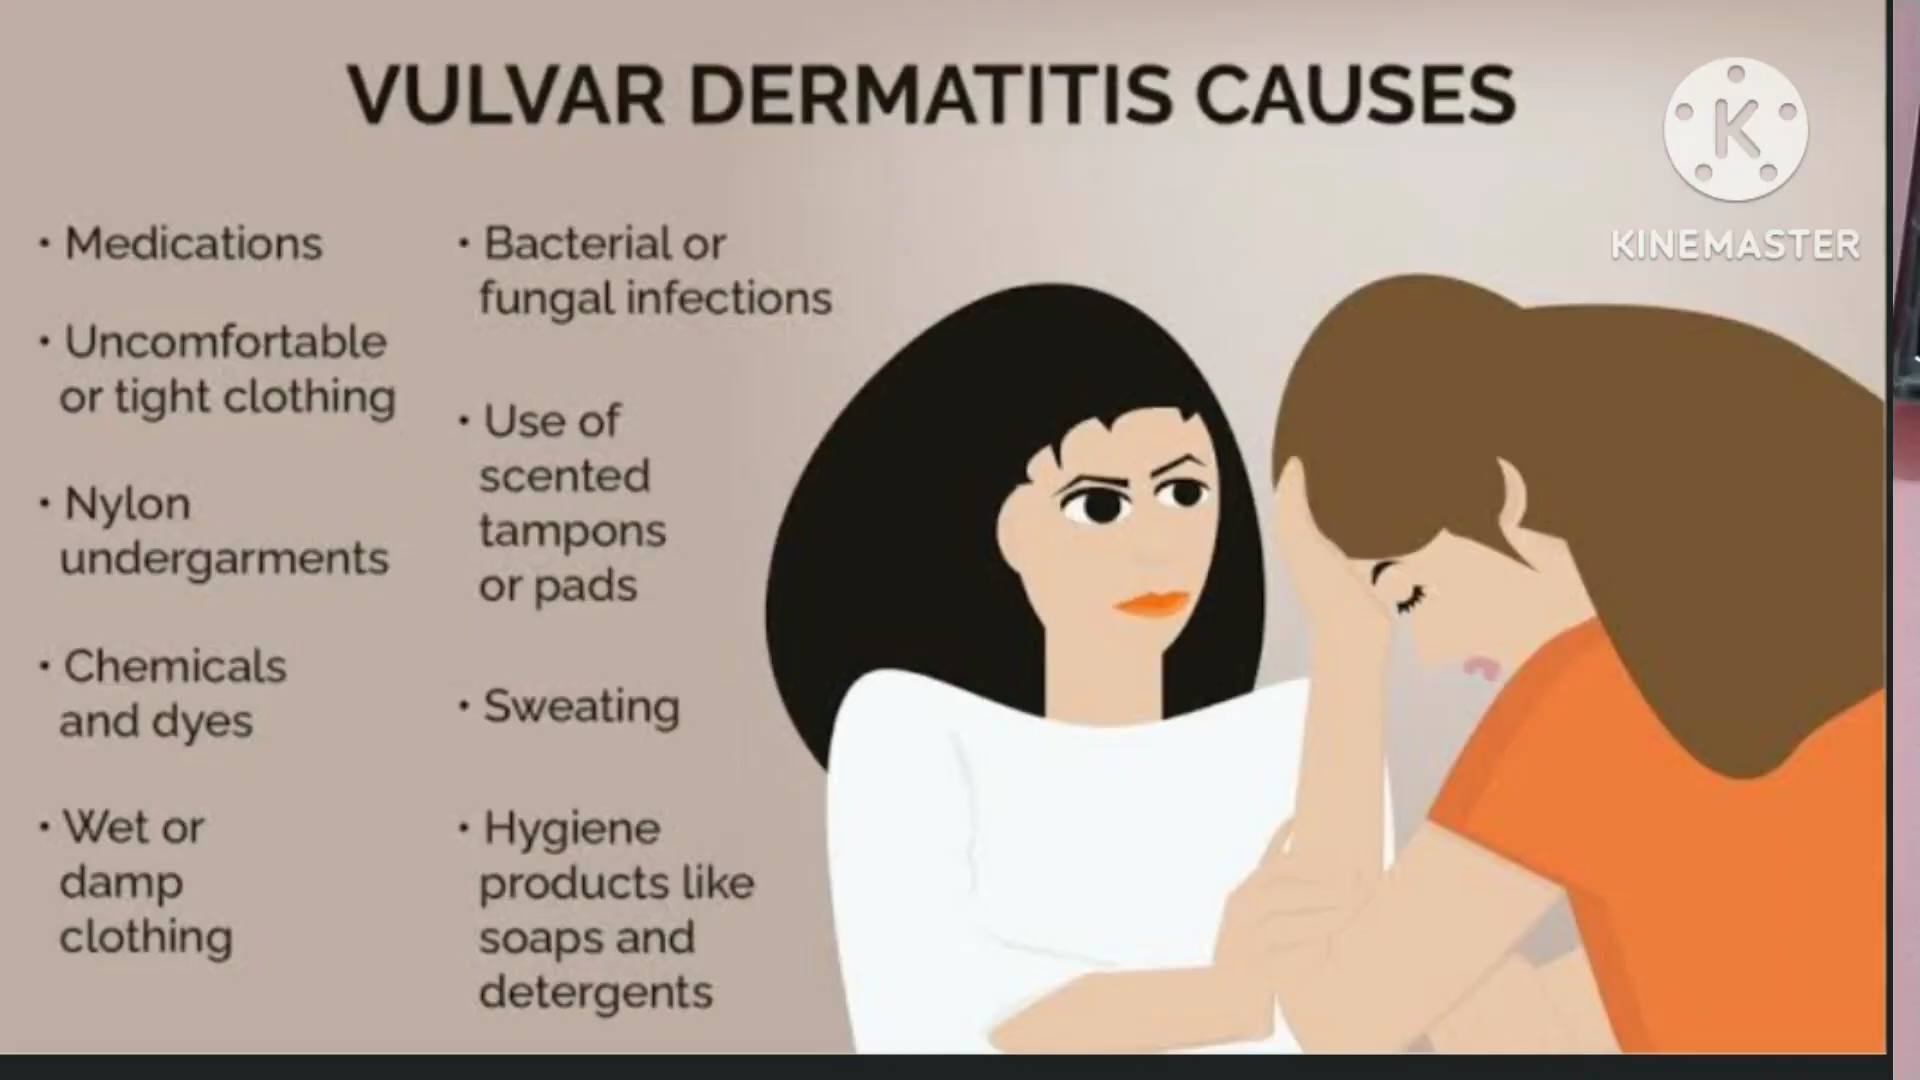 VULVAR DERMATITIS CAUSES
K
KINEMASTER
• Medications
• Uncomfortable
or tight clothing
• Nylon
undergarments
• Chemicals
and dyes
• Wet or
damp
clothing
• Bacterial or
fungal infections
• Use of
scented
tampons
or pads
• Sweating
• Hygiene
products like
soaps and
detergents